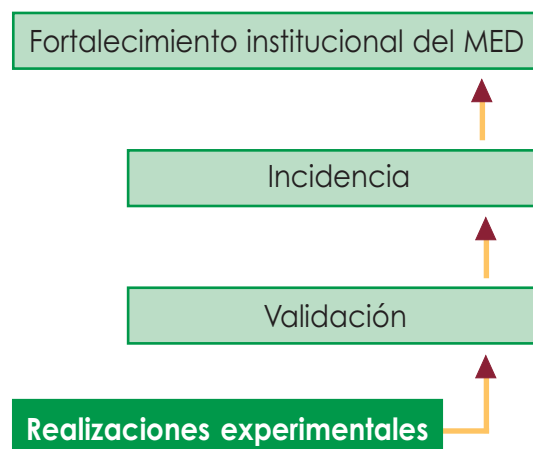 Fortalecimiento institucional del MED
Incidencia
Validación
Realizaciones experimentales